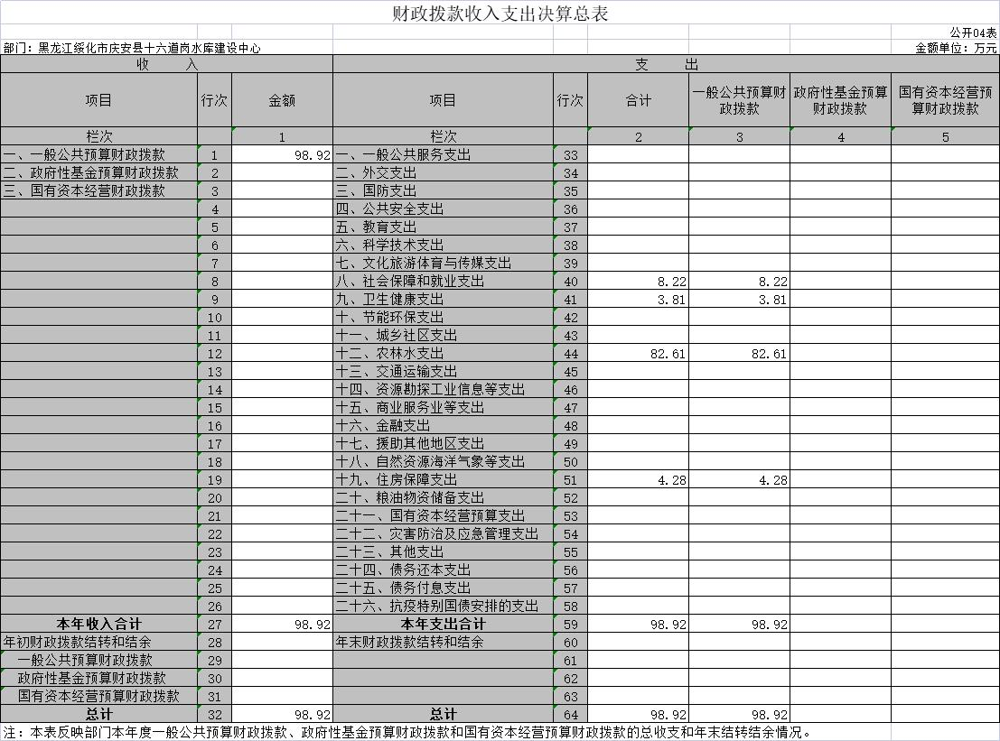 财政拨款收入支出决算总表
公开04表
部门：黑龙江绥化市庆安县十六道岗水库建设中心 金额单位：万元
收 入 支 出
项目 行次 金额 项目 行次 合计 一般公共预算财政拨款 政府性基金预算财政拨款 国有资本经营预算财政拨款
栏次 1 栏次 2 3 4 5
一、一般公共预算财政拨款 1 98.92 一、一般公共服务支出 33
二、政府性基金预算财政拨款 2 二、外交支出 34
三、国有资本经营财政拨款 3 三、国防支出 35
4 四、公共安全支出 36
5 五、教育支出 37
6 六、科学技术支出 38
7 七、文化旅游体育与传媒支出 39
8 八、社会保障和就业支出 40 8.22 8.22
9 九、卫生健康支出 41 3.81 3.81
10 十、节能环保支出 42
11 十一、城乡社区支出 43
12 十二、农林水支出 44 82.61 82.61
13 十三、交通运输支出 45
14 十四、资源勘探工业信息等支出 46
15 十五、商业服务业等支出 47
16 十六、金融支出 48
17 十七、援助其他地区支出 49
18 十八、自然资源海洋气象等支出 50
19 十九、住房保障支出 51 4.28 4.28
20 二十、粮油物资储备支出 52
21 二十一、国有资本经营预算支出 53
22 二十二、灾害防治及应急管理支出 54
23 二十三、其他支出 55
24 二十四、债务还本支出 56
25 二十五、债务付息支出 57
26 二十六、抗疫特别国债安排的支出 58
本年收入合计 27 98.92 本年支出合计 59 98.92 98.92
年初财政拨款结转和结余 28 年末财政拨款结转和结余 60
一般公共预算财政拨款 29 61
政府性基金预算财政拨款 30 62
国有资本经营预算财政拨款 31 63
总计 32 98.92 总计 64 98.92 98.92
注：本表反映部门本年度一般公共预算财政拨款、政府性基金预算财政拨款和国有资本经营预算财政拨款的总收支和年末结转结余情况。